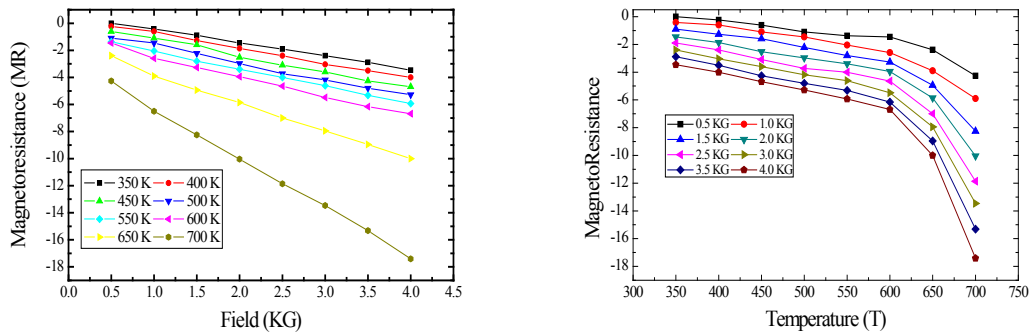 0
-2
-4
-6
-8
-10
-12
-14
-16
-18
0.0 0.5 1.0 1.5 2.0 2.5 3.0 3.5 4.0 4.5
Magnetoresistance (MR)
Field (KG)
350 K 400 K
450 K 500 K
550 K 600 K
650 K 700 K
0
-2
-4
-6
-8
-10
-12
-14
-16
-18
300 350 400 450 500 550 600 650 700 750
MagnetoResistance
Temperature (T)
0.5 KG 1.0 KG
1.5 KG 2.0 KG
2.5 KG 3.0 KG
3.5 KG 4.0 KG